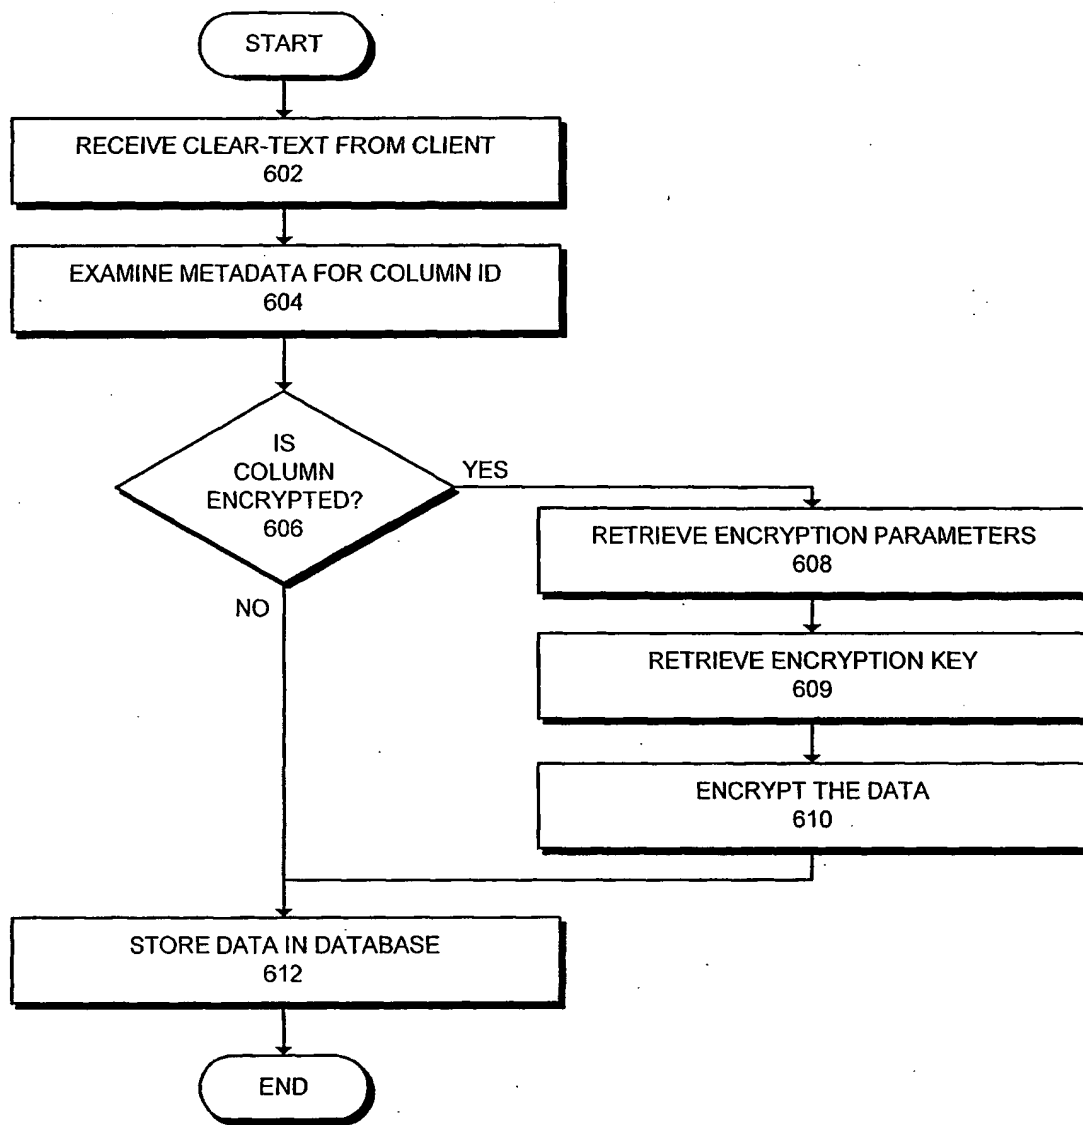 START
RECEIVE CLEAR-TEXT FROM CLIENT
602
EXAMINE METADATA FOR COLUMN ID
604
IS
COLUMN
ENCRYPTED?
606
YES
NO
RETRIEVE ENCRYPTION PARAMETERS
608
RETRIEVE ENCRYPTION KEY
609
ENCRYPT THE DATA
610
STORE DATA IN DATABASE
612
END